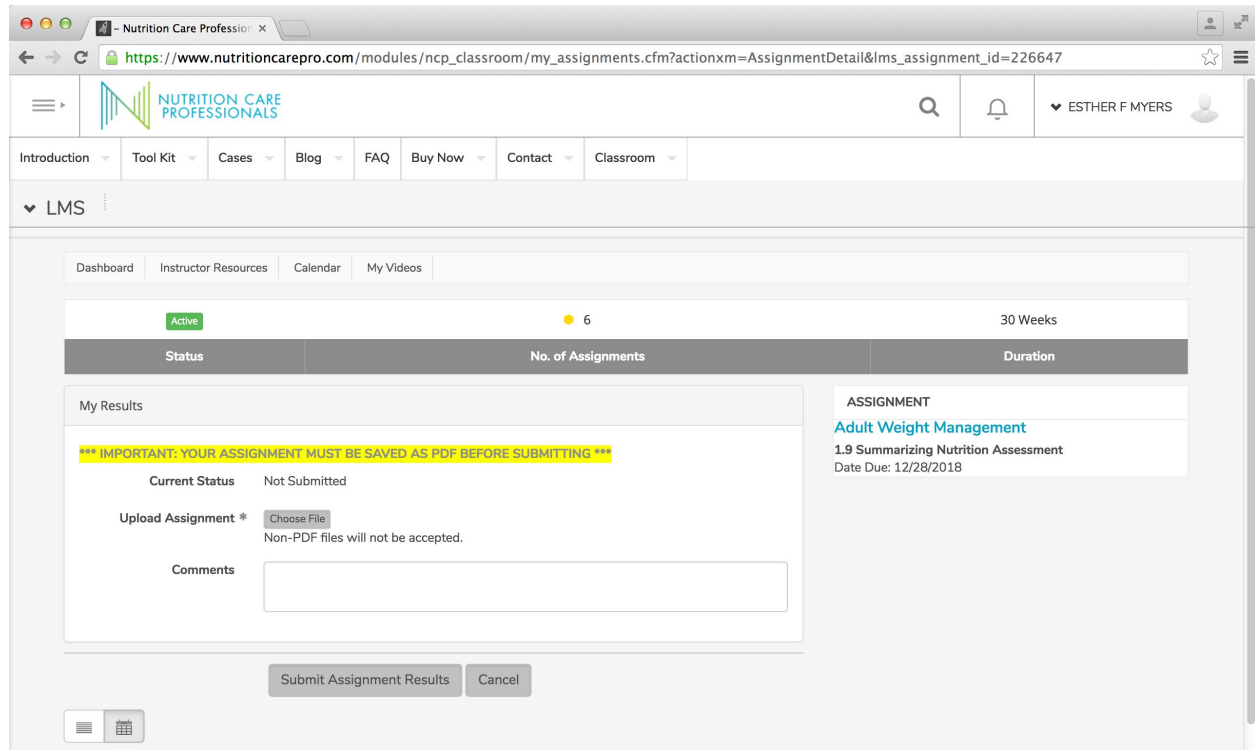 – Nutrition Care Profession
https://www.nutritioncarepro.com/modules/ncp_classroom/my_assignments.cfm?actionxm=AssignmentDetail&lms_assignment_id=226647
NUTRITION CARE
PROFESSIONALS
ESTHER F MYERS
Introduction Tool Kit Cases Blog FAQ Buy Now Contact Classroom
LMS
Dashboard Instructor Resources Calendar My Videos
Active 6 30 Weeks
Status No. of Assignments Duration
My Results
*** IMPORTANT: YOUR ASSIGNMENT MUST BE SAVED AS PDF BEFORE SUBMITTING ***
Current Status Not Submitted
Upload Assignment * Choose File
Non-PDF files will not be accepted.
Comments
Submit Assignment Results Cancel
ASSIGNMENT
Adult Weight Management
1.9 Summarizing Nutrition Assessment
Date Due: 12/28/2018